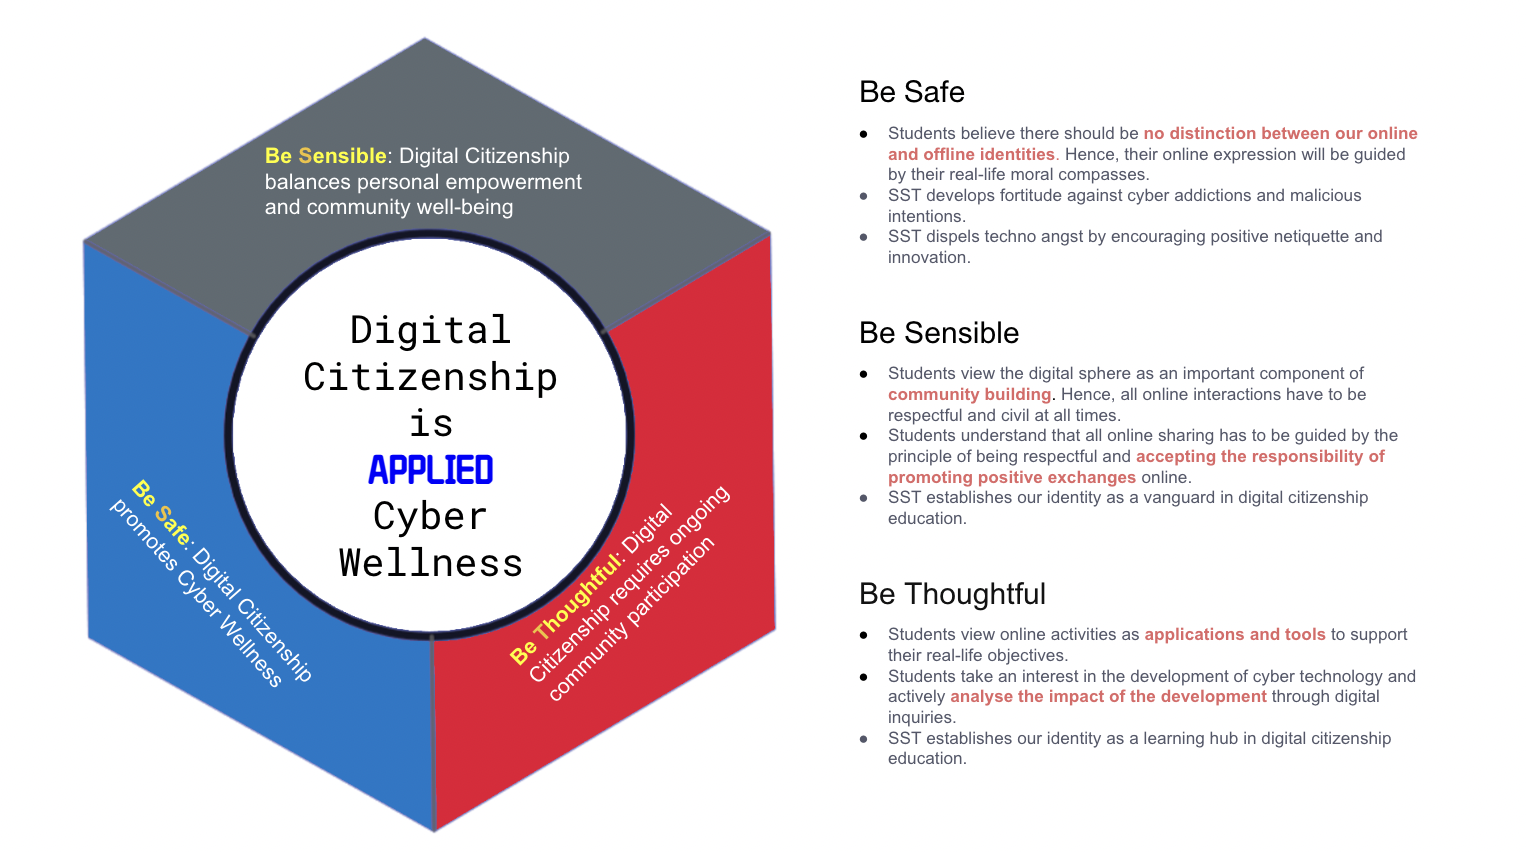 Be Sensible: Digital Citizenship
balances personal empowerment
and community well-being
Digital
Citizenship
is
APPLIED
Cyber
Wellness
Be Safe: Digital Citizenship
promotes Cyber Wellness
Be Thoughtful: Digital
Citizenship requires ongoing
community participation
Be Safe
● Students believe there should be no distinction between our online
and offline identities. Hence, their online expression will be guided
by their real-life moral compasses.
● SST develops fortitude against cyber addictions and malicious
intentions.
● SST dispels techno angst by encouraging positive netiquette and
innovation.
Be Sensible
● Students view the digital sphere as an important component of
community building. Hence, all online interactions have to be
respectful and civil at all times.
● Students understand that all online sharing has to be guided by the
principle of being respectful and accepting the responsibility of
promoting positive exchanges online.
● SST establishes our identity as a vanguard in digital citizenship
education.
Be Thoughtful
● Students view online activities as applications and tools to support
their real-life objectives.
● Students take an interest in the development of cyber technology and
actively analyse the impact of the development through digital
inquiries.
● SST establishes our identity as a learning hub in digital citizenship
education.